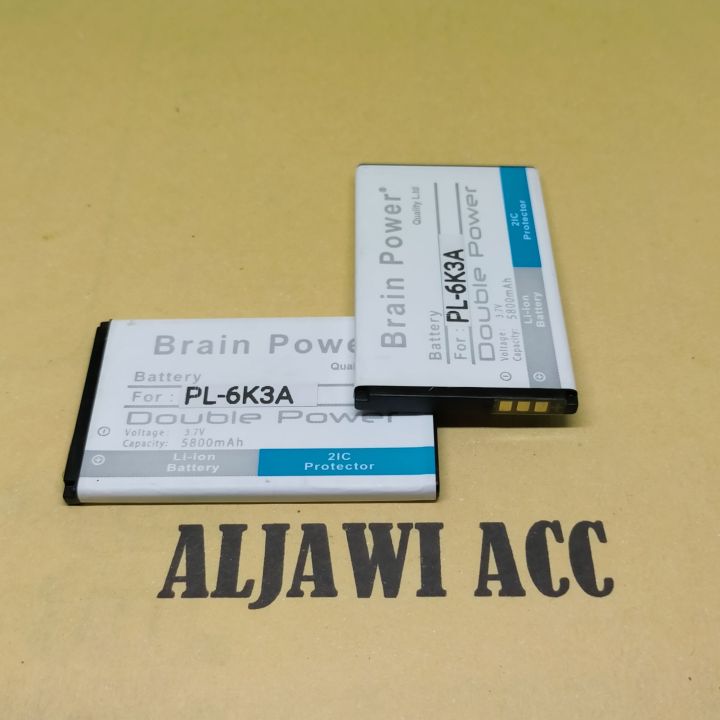 Brain Power
Quali
Battery
For : PL-6K3A
Double Power
Voltage : 3.7V
Capacity: 5800mAh
Li-Ion
Battery
2IC
Protector
Brain Power®
Quality Ltd
Battery
For : PL-6K3A
Double Power
Voltage : 3.7V
Capacity: 5800mAh
Li-Ion
Battery
2IC
Protector
ALJAWI ACC